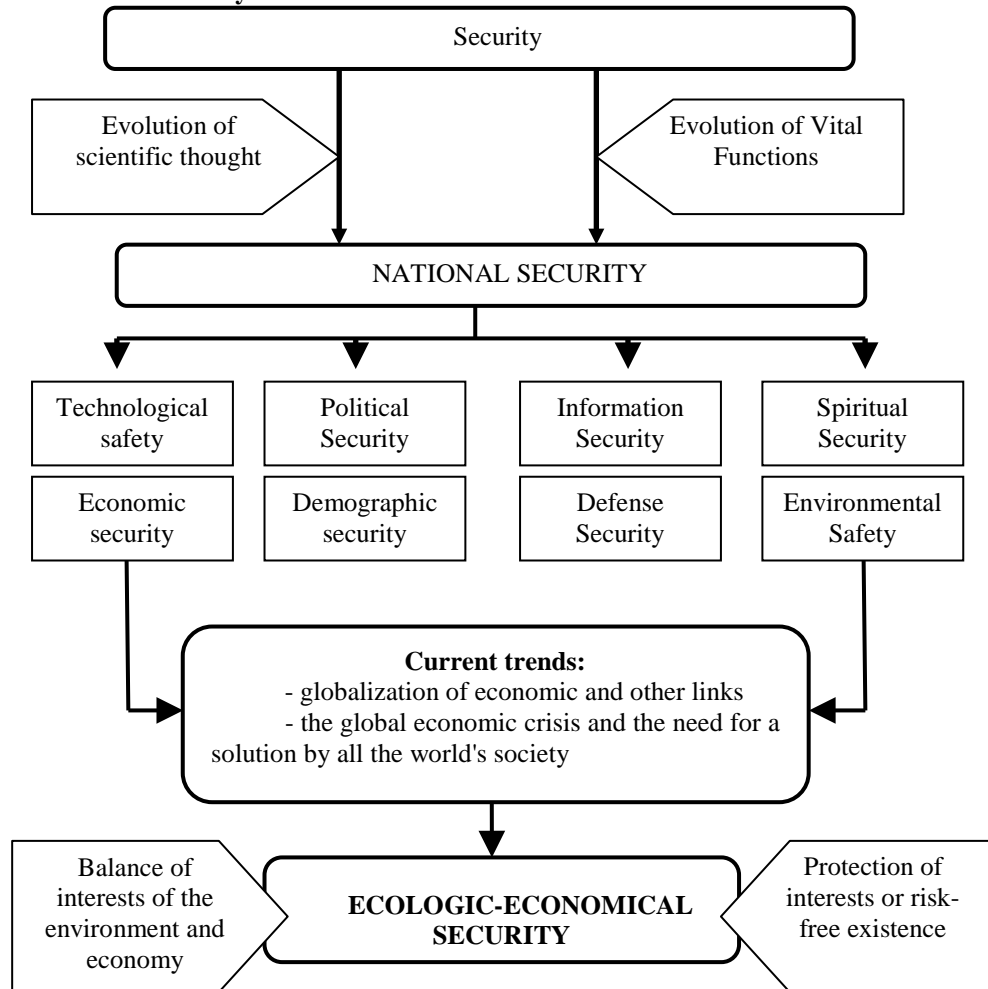 Security
Evolution of
scientific thought
Evolution of Vital
Functions
NATIONAL SECURITY
Technological
safety
Political
Security
Information
Security
Spiritual
Security
Economic
security
Demographic
security
Defense
Security
Environmental
Safety
Current trends:
- globalization of economic and other links
- the global economic crisis and the need for a
solution by all the world's society
Balance of
interests of the
environment and
economy
ECOLOGIC-ECONOMICAL
SECURITY
Protection of
interests or risk-
free existence